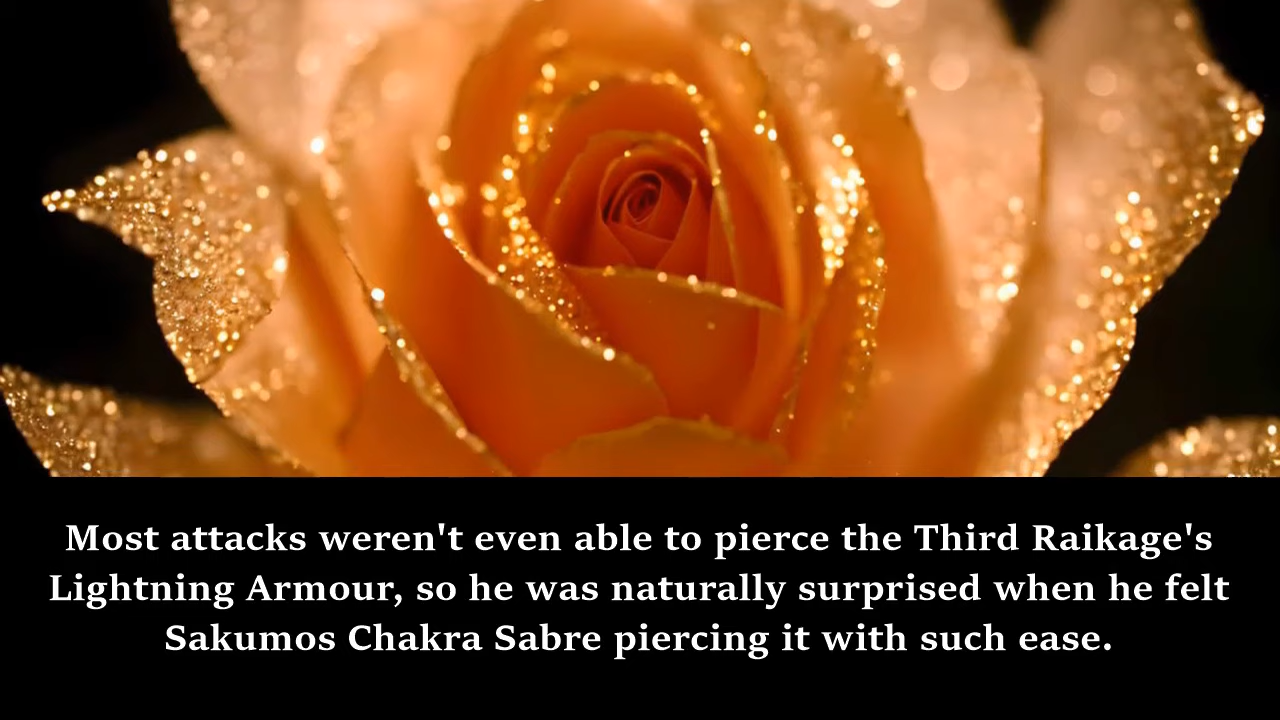 Most attacks weren't even able to pierce the Third Raikage's
Lightning Armour, so he was naturally surprised when he felt
Sakumos Chakra Sabre piercing it with such ease.